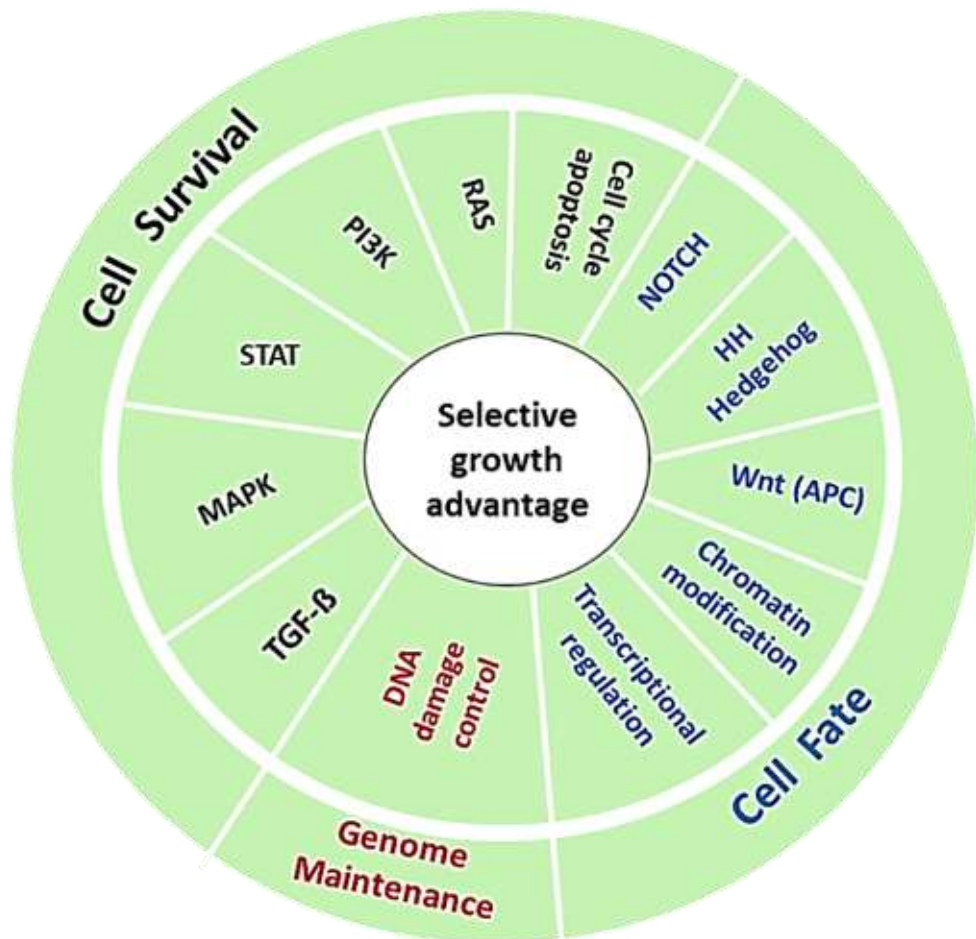 Cell Survival
Cell Fate
Genome
Maintenance
Selective
growth
advantage
Cell cycle
apoptosis
NOTCH
HH
Hedgehog
Wnt (APC)
Chromatin
modification
Transcriptional
regulation
DNA
damage
control
TGF-ß
MAPK
STAT
PI3K
RAS